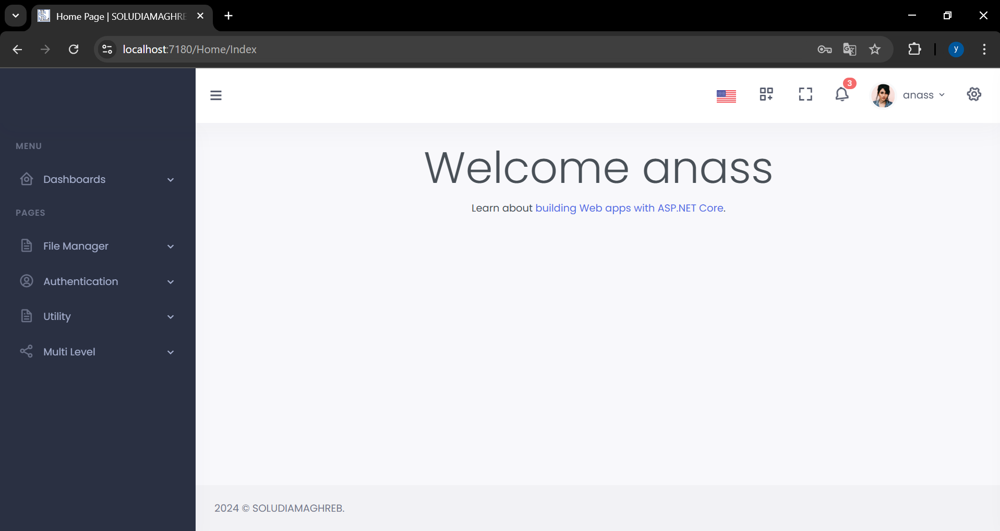 Home Page | SOLUDIAMAGHRE
localhost:7180/Home/Index
y
3
anass
MENU
Dashboards
PAGES
File Manager
Authentication
Utility
Multi Level
Welcome anass
Learn about building Web apps with ASP.NET Core.
2024 © SOLUDIAMAGHREB.